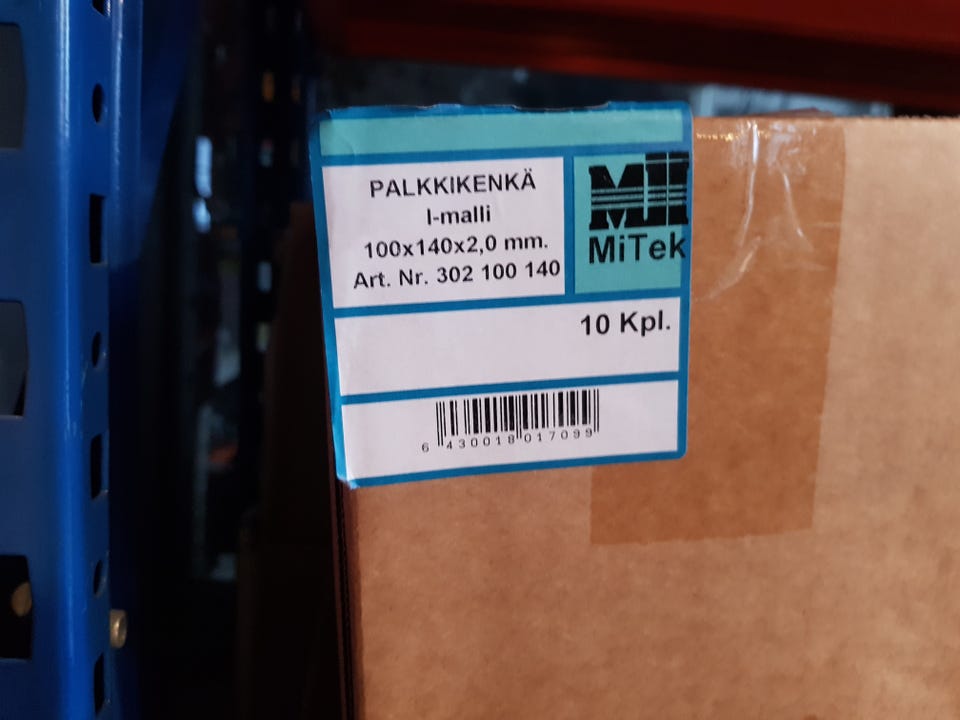 PALKKIKENKÄ
I-malli
100x140x2,0 mm.
Art. Nr. 302 100 140
MiTek
10 Kpl.
6 430018 017099